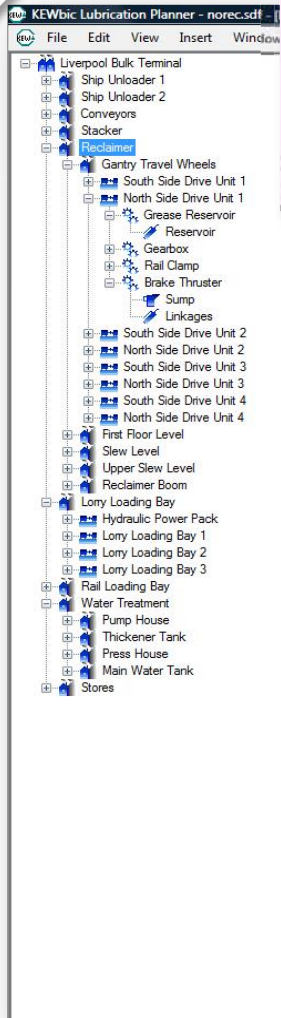 KEWbic Lubrication Planner - norec.sdf - [
KEW File Edit View Insert Window
Liverpool Bulk Terminal
Ship Unloader 1
Ship Unloader 2
Conveyors
Stacker
Reclaimer
Gantry Travel Wheels
South Side Drive Unit 1
North Side Drive Unit 1
Grease Reservoir
Reservoir
Gearbox
Rail Clamp
Brake Thruster
Sump
Linkages
South Side Drive Unit 2
North Side Drive Unit 2
South Side Drive Unit 3
North Side Drive Unit 3
South Side Drive Unit 4
North Side Drive Unit 4
First Floor Level
Slew Level
Upper Slew Level
Reclaimer Boom
Lorry Loading Bay
Hydraulic Power Pack
Lorry Loading Bay 1
Lorry Loading Bay 2
Lorry Loading Bay 3
Rail Loading Bay
Water Treatment
Pump House
Thickener Tank
Press House
Main Water Tank
Stores